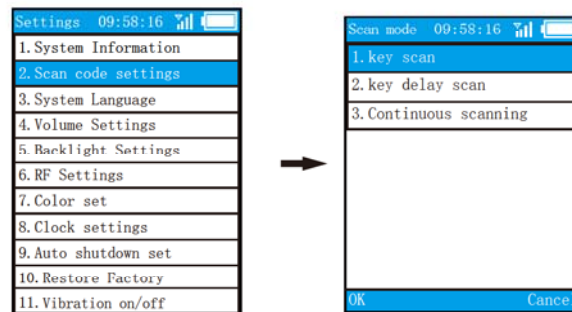 Settings 09:58:16
1. System Information
2. Scan code settings
3. System Language
4. Volume Settings
5. Backlight Settings
6. RF Settings
7. Color set
8. Clock settings
9. Auto shutdown set
10. Restore Factory
11. Vibration on/off
Scan mode 09:58:16
1. key scan
2. key delay scan
3. Continuous scanning
OK Cance